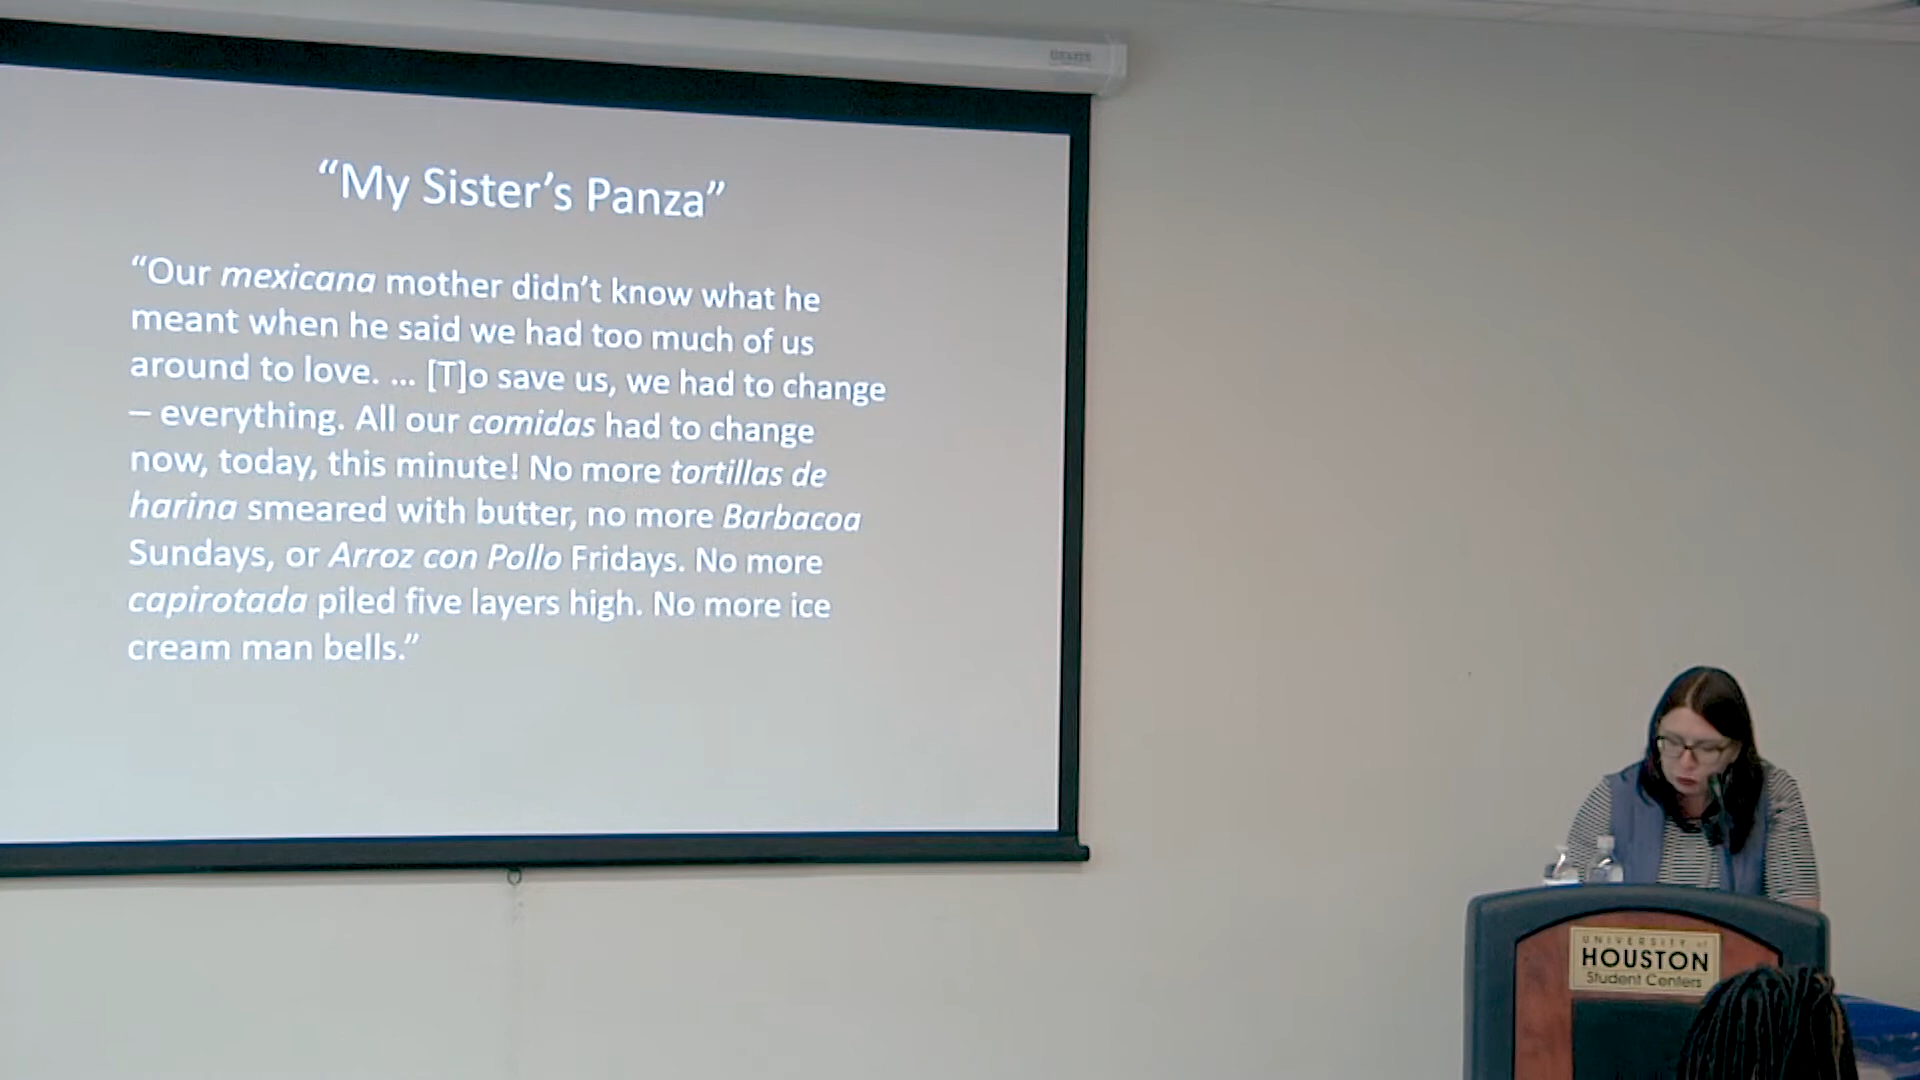 “My Sister’s Panza”
“Our mexicana mother didn’t know what he
meant when he said we had too much of us
around to love. ... [T]o save us, we had to change
– everything. All our comidas had to change
now, today, this minute! No more tortillas de
harina smeared with butter, no more Barbacoa
Sundays, or Arroz con Pollo Fridays. No more
capirotada piled five layers high. No more ice
cream man bells.”
UNIVERSITY of
HOUSTON
Student Centers